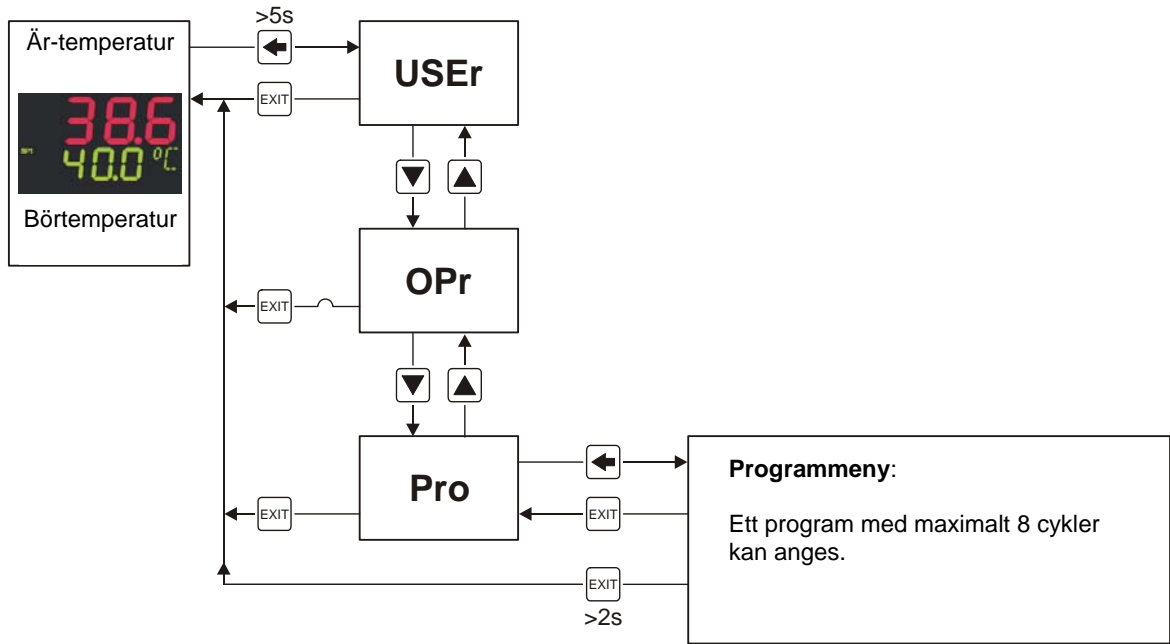 >5s
Är-temperatur
38.6
40.0 °C
Börtemperatur
EXIT
USEr
OPr
EXIT
Pro
EXIT
EXIT
EXIT
>2s
Programmeny:
Ett program med maximalt 8 cykler
kan anges.